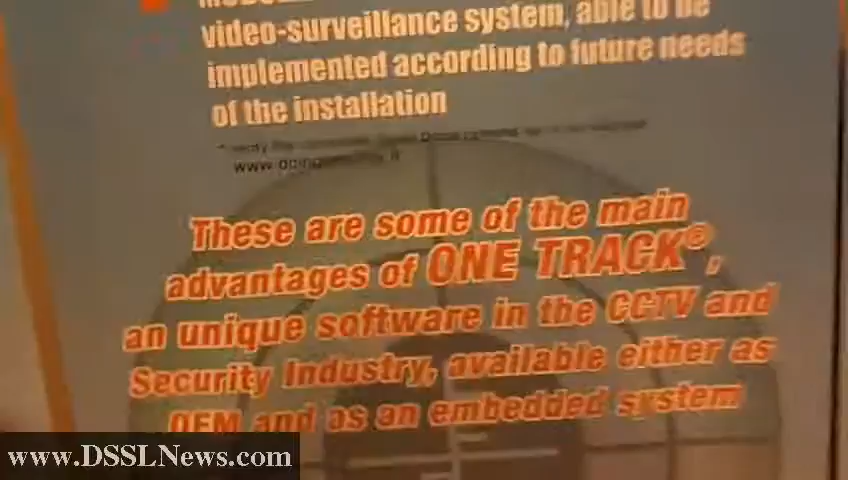 video-surveillance system, able to be
implemented according to future needs
of the installation
These are some of the main
advantages of ONE TRACK®,
an unique software in the CCTV and
Security Industry, available either as
OEM and as an embedded system
www.DSSLNews.com